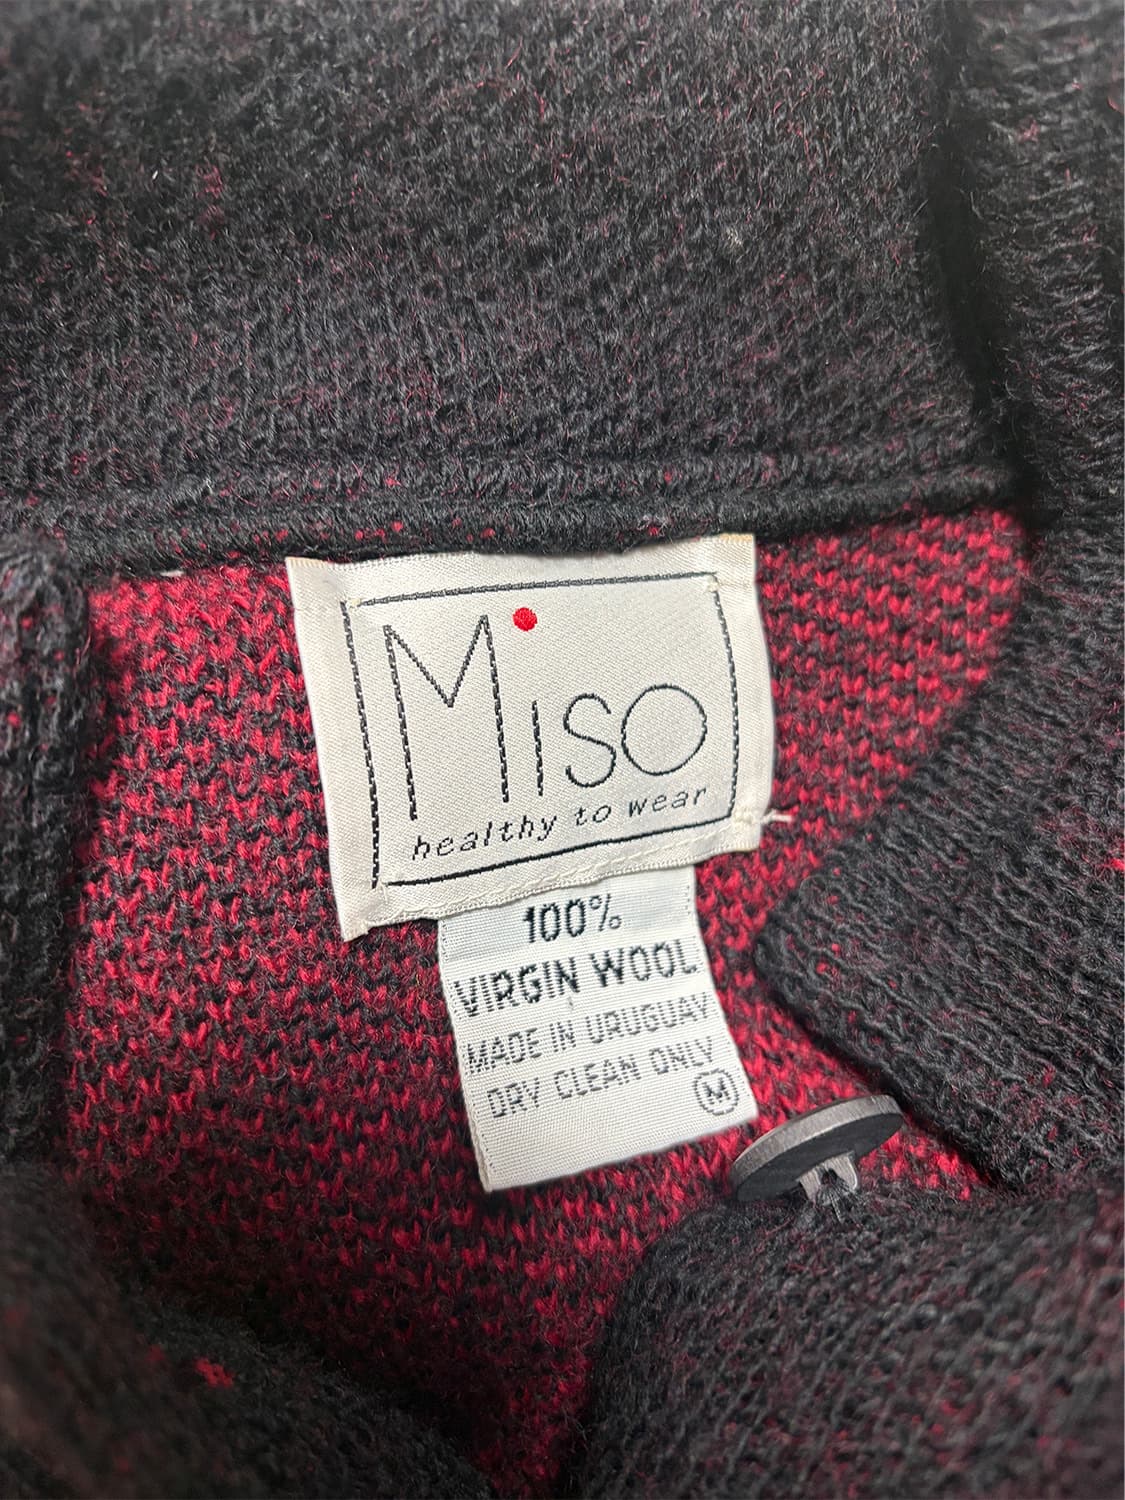 Miso
healthy to wear
100%
VIRGIN WOOL
MADE IN URUGUAY
DRY CLEAN ONLY
M